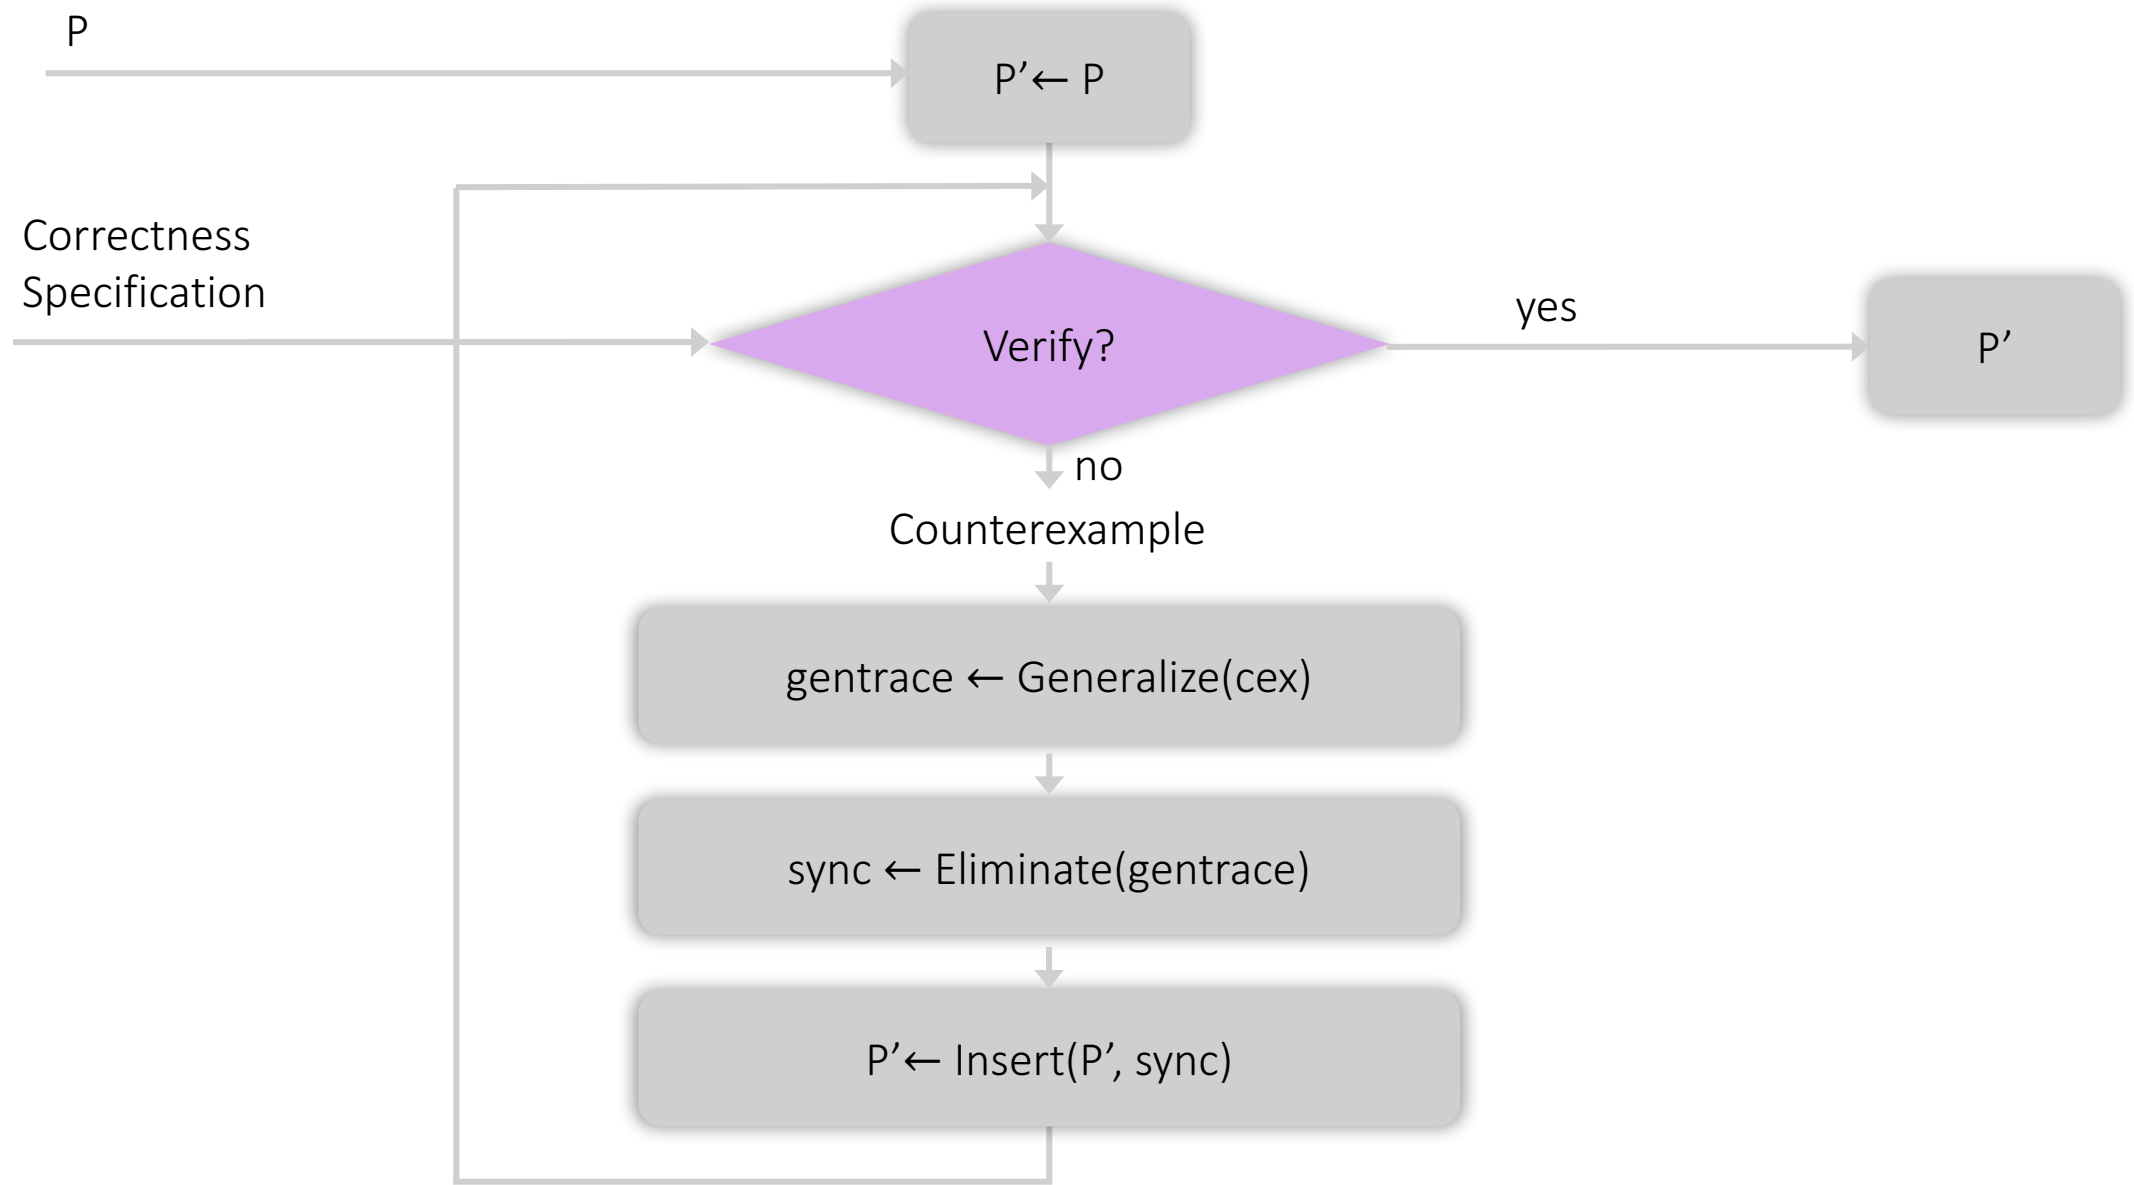 P
P’← P
Correctness
Specification
Verify?
yes
P’
no
Counterexample
gentrace ← Generalize(cex)
sync ← Eliminate(gentrace)
P’← Insert(P’, sync)